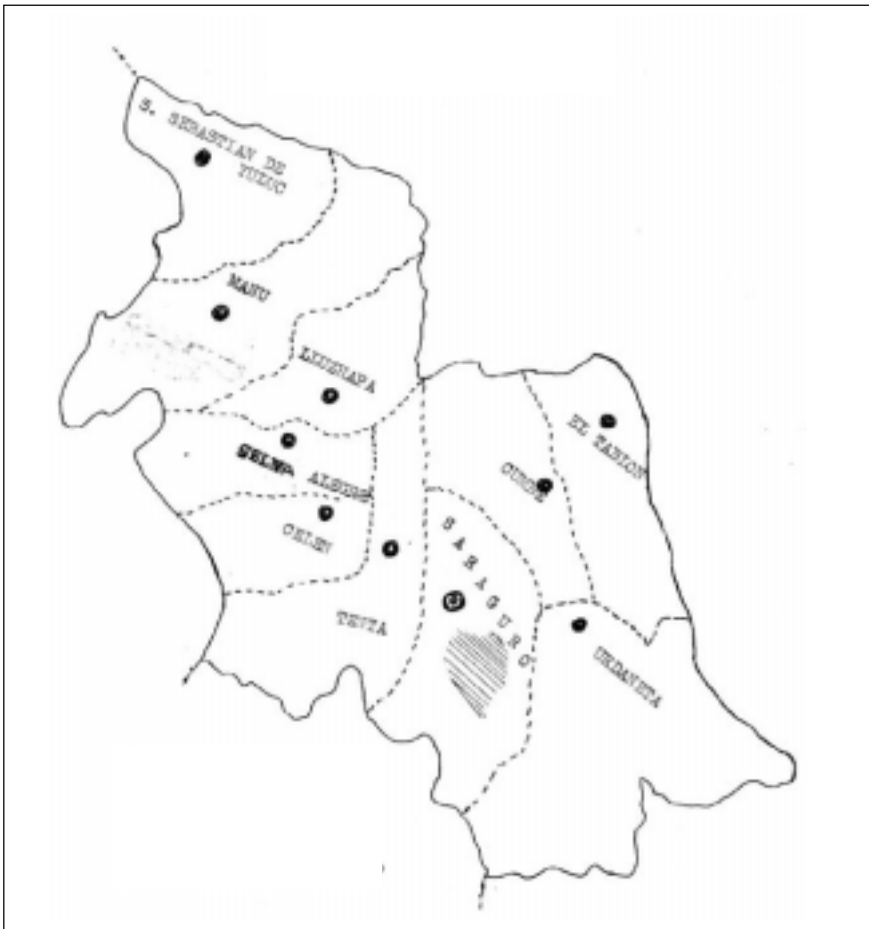 S. SEBASTIAN DE
YULUC
MANU
LLUZHAPA
SELVA ALEGRE
CELEN
TENTA
SARAGURO
CUMBE
EL TABLON
URDANETA